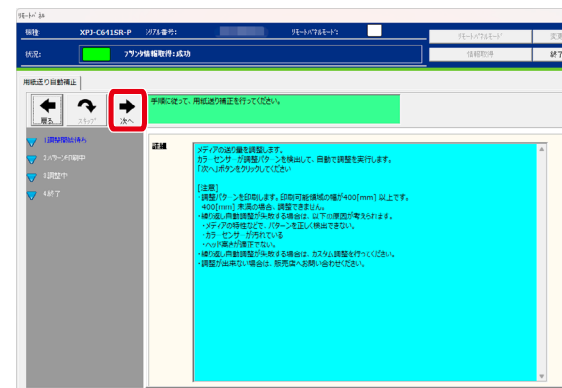 リモートパネル
機種:
XPJ-C641SR-P
シリアル番号:
リモートパネルモード:
リモートパネルモード
変更
状況:
プリンタ情報取得:成功
情報取得
終了
用紙送り自動補正
手順に従って、用紙送り補正を行ってください。
戻る
スキップ
次へ
1.調整開始待ち
2.パターン印刷中
3.調整中
4.終了
詳細
メディアの送り量を調整します。
カラーセンサーが調整パターンを検出して、自動で調整を実行します。
「次へ」ボタンをクリックしてください
[注意]
・調整パターンを印刷します。印刷可能領域の幅が400[mm] 以上です。
400[mm] 未満の場合、調整できません。
・繰り返し自動調整が失敗する場合は、以下の原因が考えられます。
・メディアの特性などで、パターンを正しく検出できない。
・カラーセンサーが汚れている
・ヘッド高さが適正でない。
・繰り返し自動調整が失敗する場合は、カスタム調整を行ってください。
・調整が出来ない場合は、販売店へお問い合わせください。